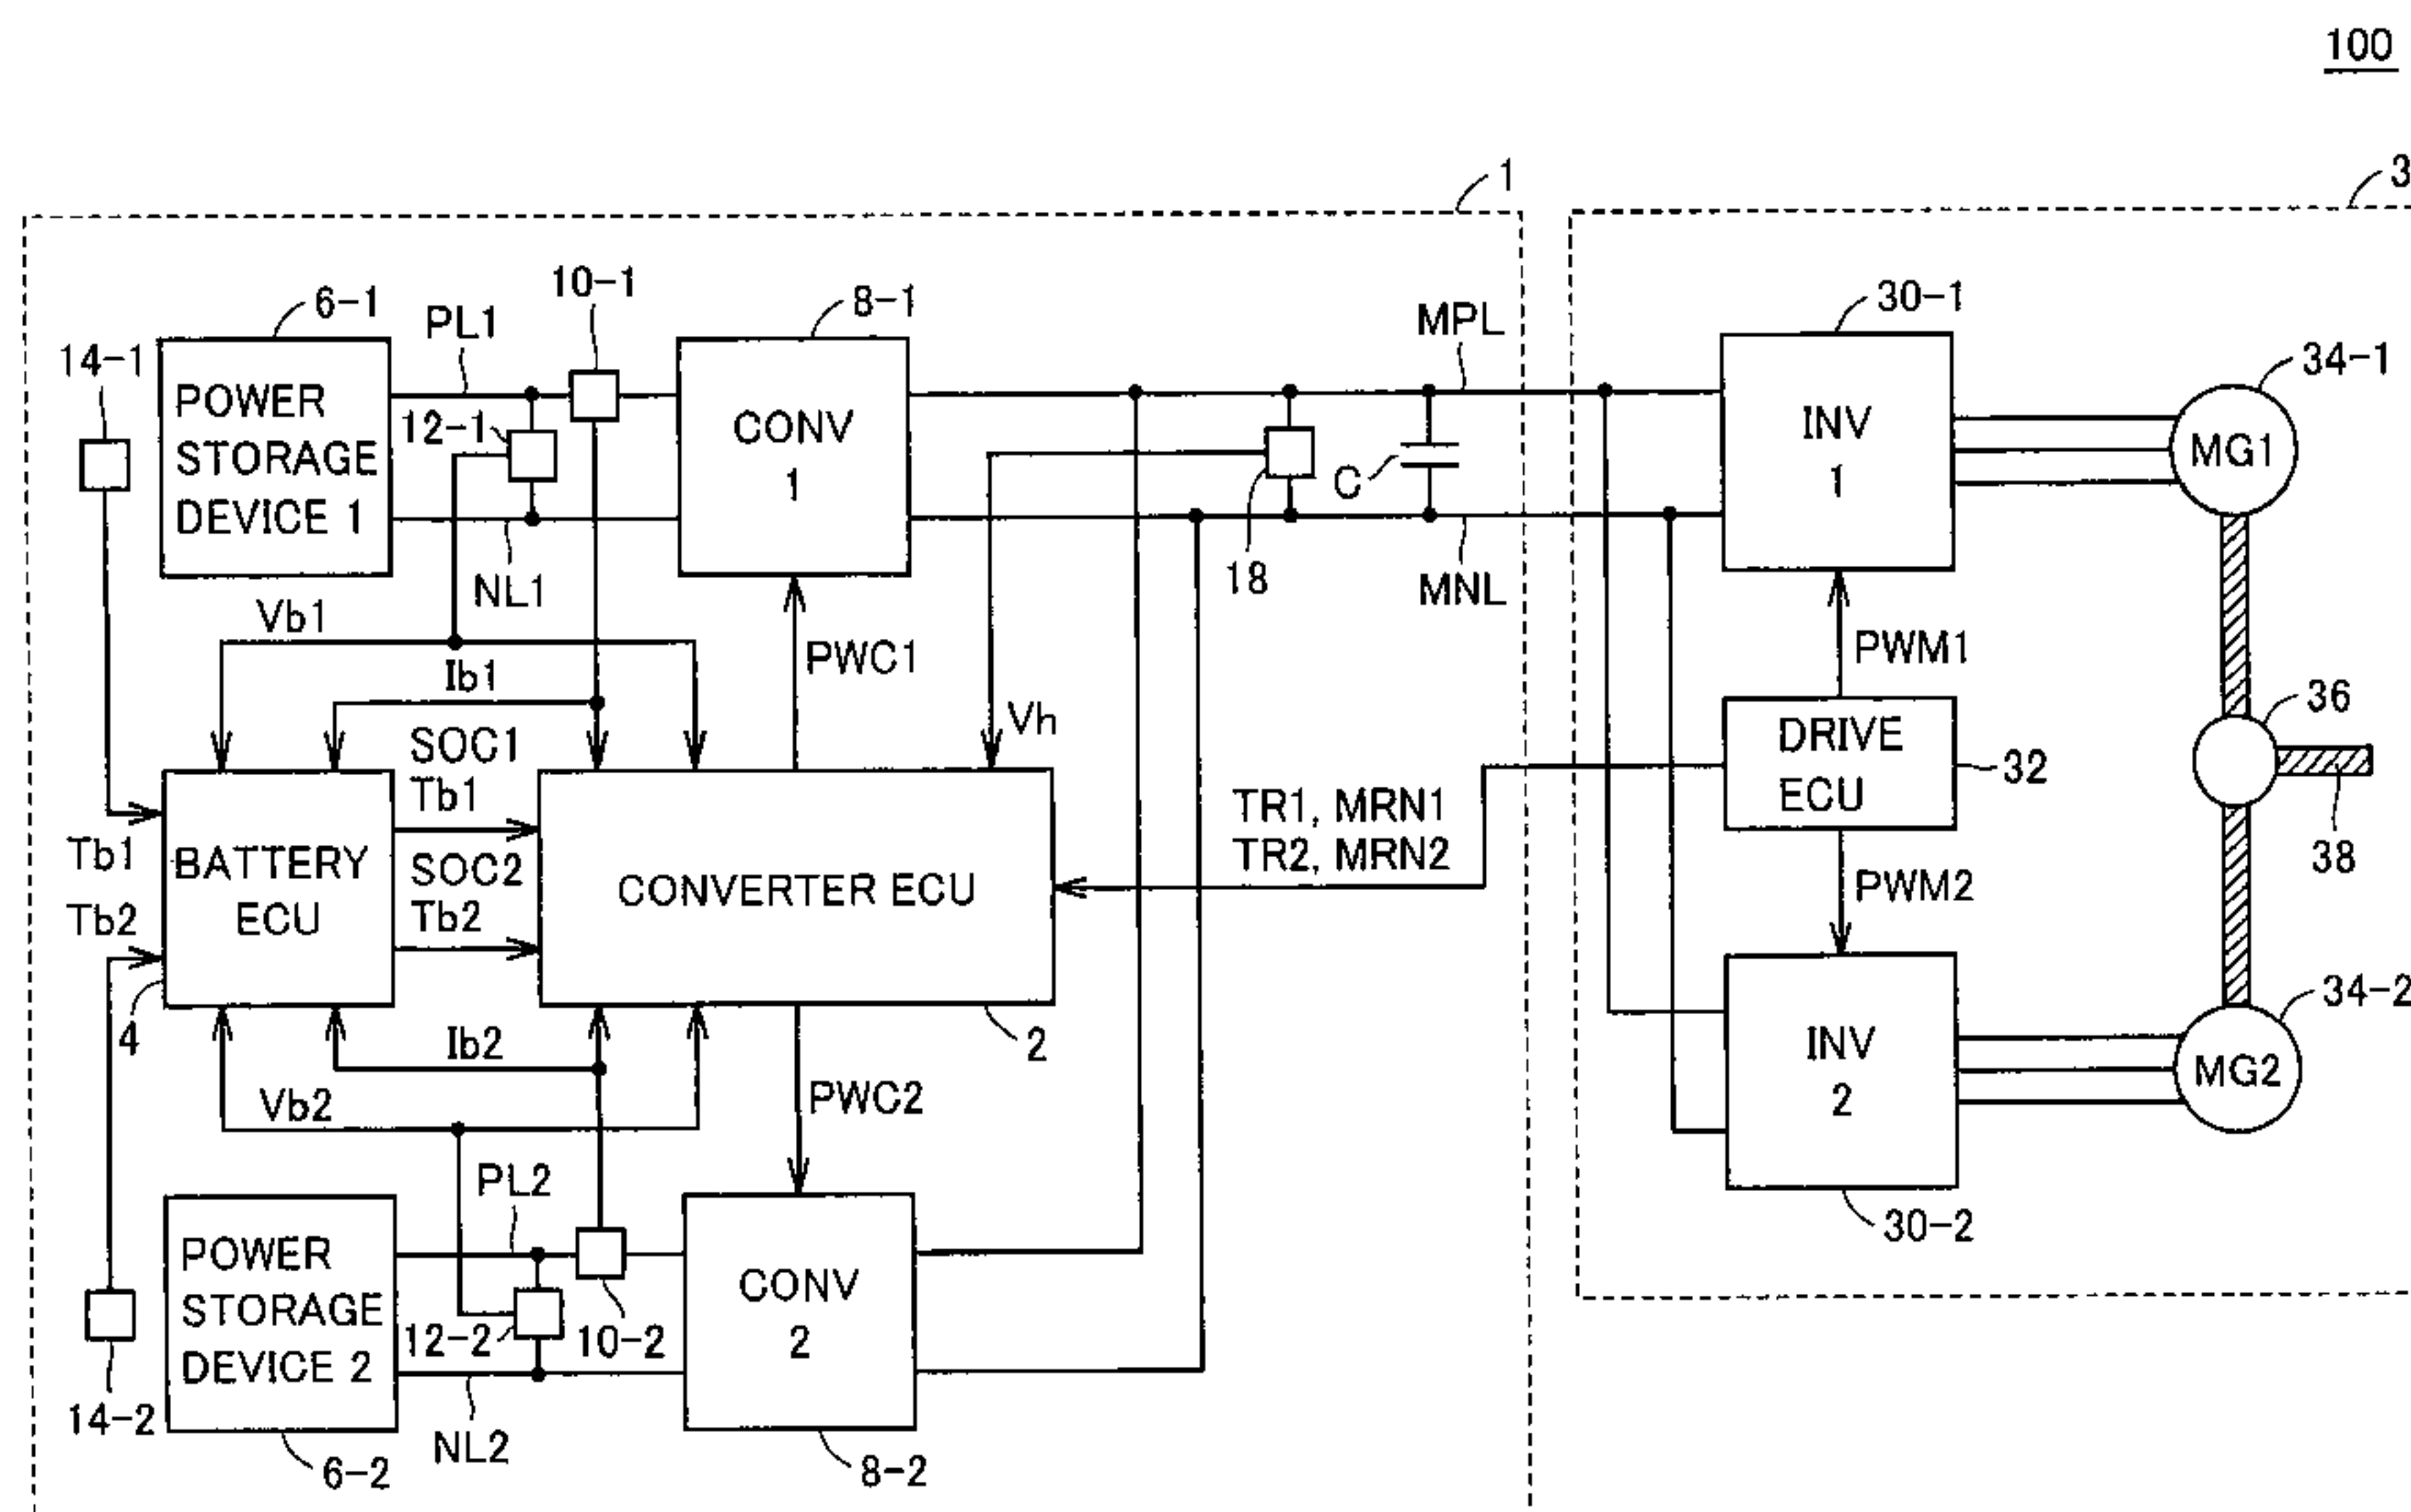 100
1
3
6-1
PL1
10-1
8-1
MPL
30-1
34-1
14-1
POWER
STORAGE
DEVICE 1
12-1
CONV
1
C
18
INV
1
MG1
NL1
MNL
Vb1
Ib1
PWC1
Vh
PWM1
36
SOC1
Tb1
DRIVE
ECU
32
38
TR1, MRN1
TR2, MRN2
Tb1
Tb2
BATTERY
ECU
SOC2
Tb2
CONVERTER ECU
PWM2
4
2
34-2
Ib2
Vb2
PWC2
INV
2
MG2
PL2
30-2
POWER
STORAGE
DEVICE 2
12-2
10-2
CONV
2
14-2
NL2
6-2
8-2